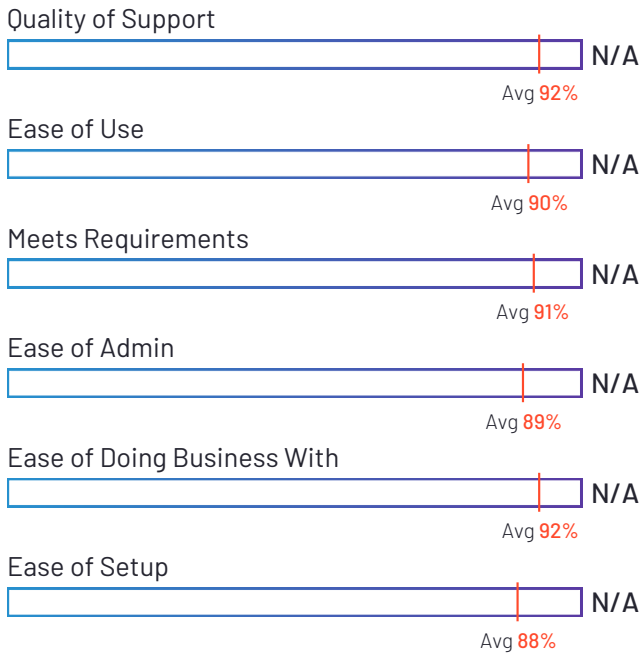 Quality of Support
N/A
Avg 92%
Ease of Use
N/A
Avg 90%
Meets Requirements
N/A
Avg 91%
Ease of Admin
N/A
Avg 89%
Ease of Doing Business With
N/A
Avg 92%
Ease of Setup
N/A
Avg 88%